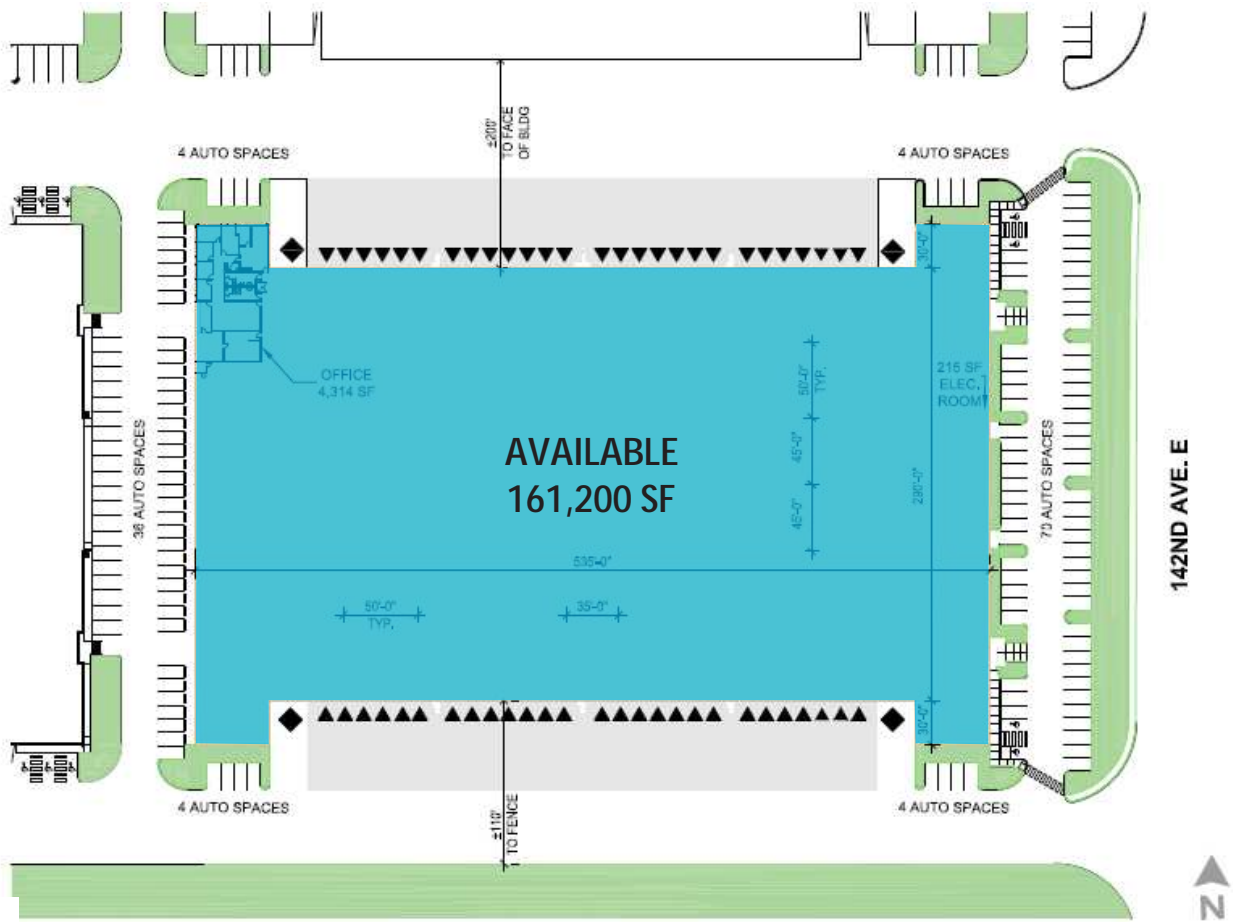 ±200'
TO FACE
OF BLDG
4 AUTO SPACES
4 AUTO SPACES
30'-0"
OFFICE
4,314 SF
50'-0"
TYP.
216 SF
ELEC.
ROOM
36 AUTO SPACES
AVAILABLE
161,200 SF
45'-0"
45'-0"
290'-0"
70 AUTO SPACES
142ND AVE. E
535'-0"
50'-0"
TYP.
35'-0"
30'-0"
4 AUTO SPACES
4 AUTO SPACES
±110'
TO FENCE
N